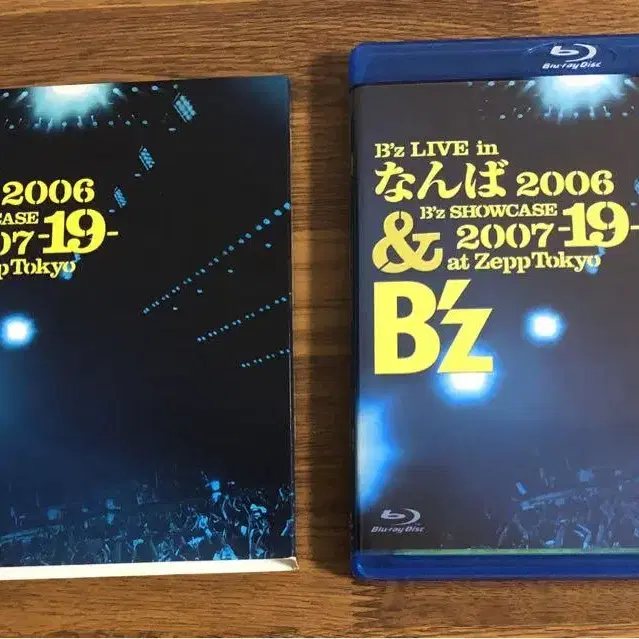 2006
CASE
07-19-
pp Tokyo
Blu-ray Disc
B'z LIVE in
なんば 2006
& B'z SHOWCASE
2007-19-
at Zepp Tokyo
B'z
Blu-ray Disc